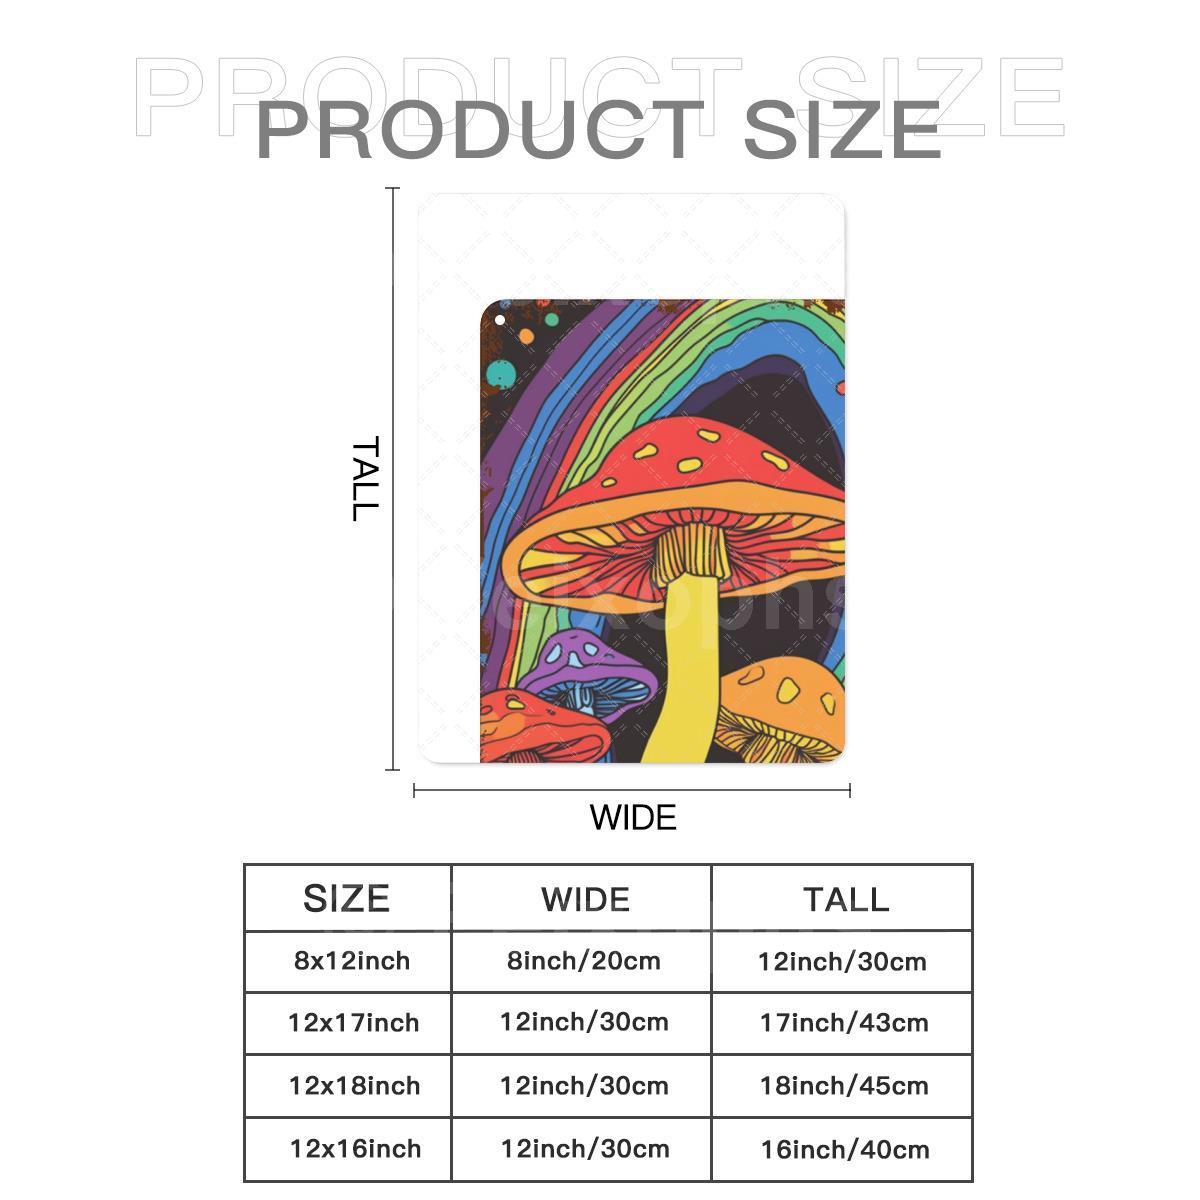 PRODUCT SIZE
PRODUCT SIZE
TALL
WIDE
SIZE WIDE TALL
8x12inch 8inch/20cm 12inch/30cm
12x17inch 12inch/30cm 17inch/43cm
12x18inch 12inch/30cm 18inch/45cm
12x16inch 12inch/30cm 16inch/40cm